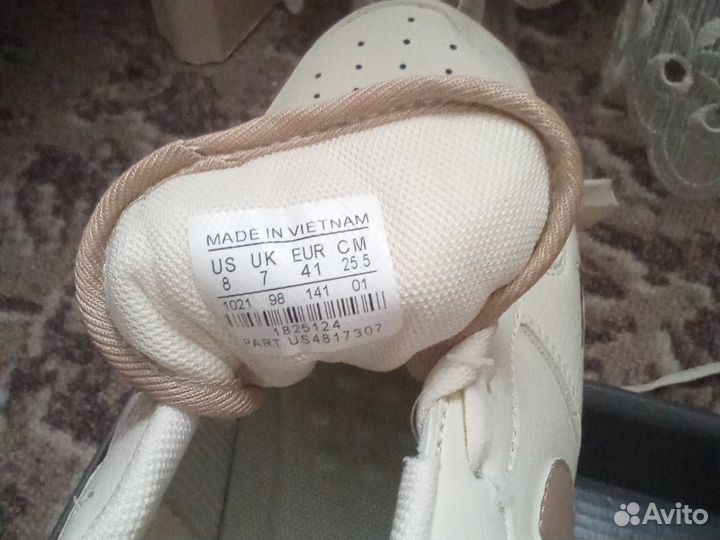 MADE IN VIETNAM
US UK EUR CM
8 7 41 25.5
1021 98 141 01
1825124
PART US4817307
Avito